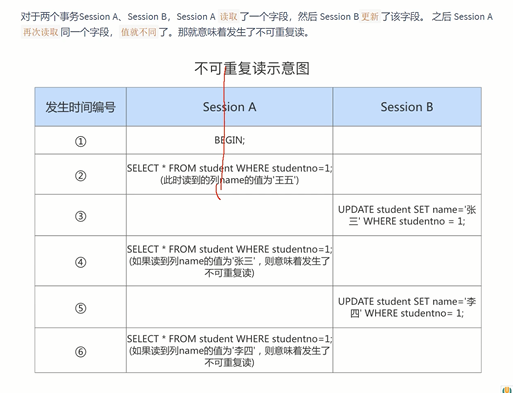 对于两个事务Session A、Session B，Session A 读取 了一个字段，然后 Session B 更新 了该字段。 之后 Session A
再次读取 同一个字段， 值就不同 了。那就意味着发生了不可重复读。
不可重复读示意图
发生时间编号 Session A Session B
① BEGIN;
② SELECT * FROM student WHERE studentno=1;
(此时读到的列name的值为'王五')
③ UPDATE student SET name='张
三' WHERE studentno = 1;
④ SELECT * FROM student WHERE studentno=1;
(如果读到列name的值为'张三'，则意味着发生了
不可重复读)
⑤ UPDATE student SET name='李
四' WHERE studentno= 1;
⑥ SELECT * FROM student WHERE studentno=1;
(如果读到列name的值为'李四'，则意味着发生了
不可重复读)